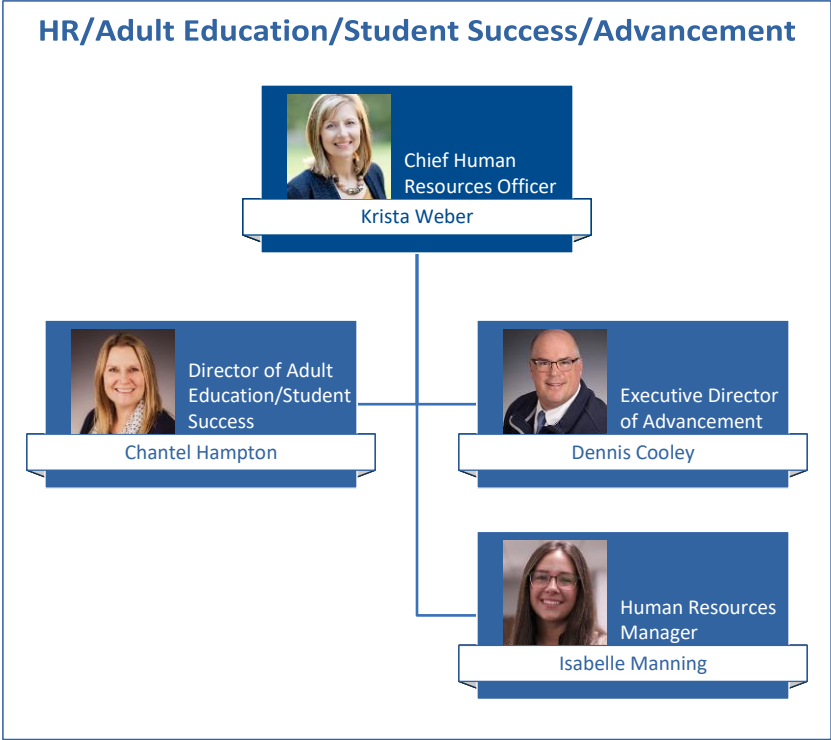 HR/Adult Education/Student Success/Advancement
Chief Human
Resources Officer
Krista Weber
Director of Adult
Education/Student
Success
Chantel Hampton
Executive Director
of Advancement
Dennis Cooley
Human Resources
Manager
Isabelle Manning